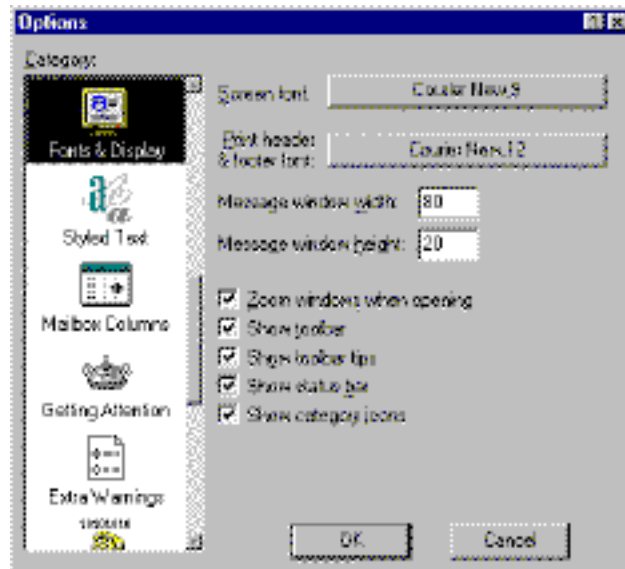 Options
Category:
Fonts & Display
Styled Text
Mailbox Columns
Getting Attention
Extra Warnings
Screen font:
Courier New,9
Print header
& footer font:
Courier New,12
Message window width:
80
Message window height:
20
Zoom windows when opening
Show toolbar
Show toolbar tips
Show status bar
Show category icons
OK
Cancel